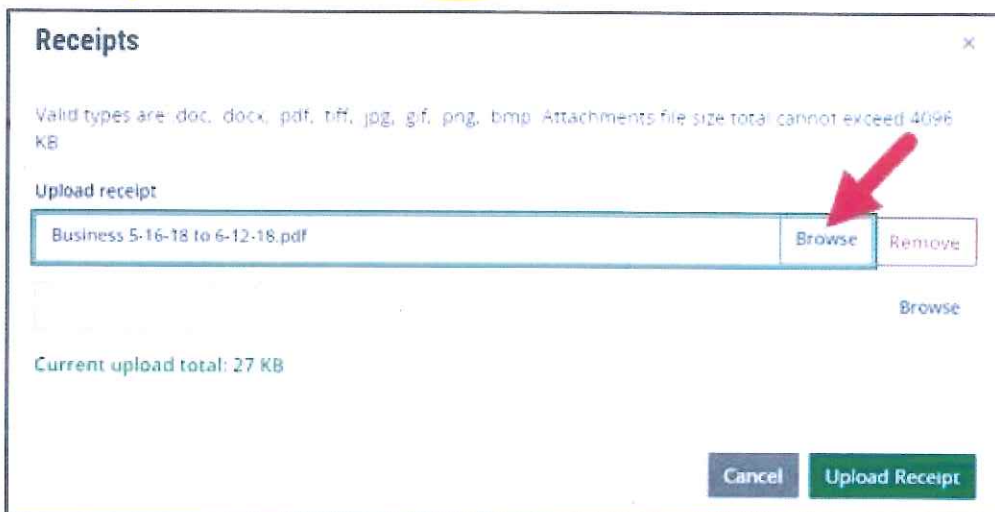 Receipts ×
Valid types are: doc, docx, pdf, tiff, jpg, gif, png, bmp. Attachments file size total cannot exceed 4096
KB
Upload receipt
Business 5-16-18 to 6-12-18.pdf Browse Remove
Browse
Current upload total: 27 KB
Cancel Upload Receipt